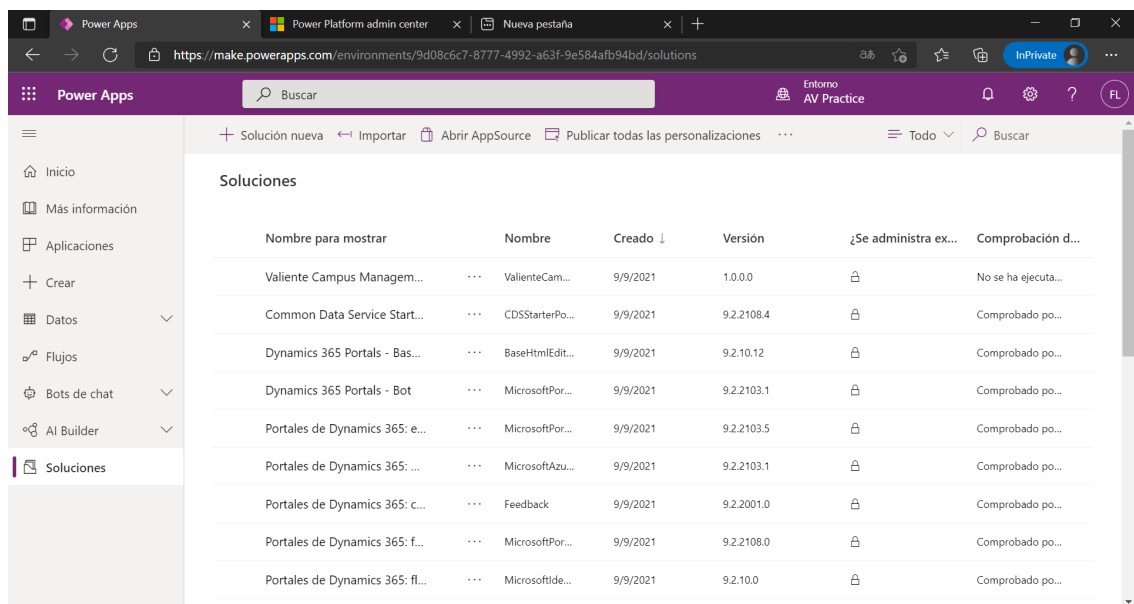 Power Apps
Power Platform admin center
Nueva pestaña
https://make.powerapps.com/environments/9d08c6c7-8777-4992-a63f-9e584afb94bd/solutions
InPrivate
Power Apps
Buscar
Entorno
AV Practice
FL
Solución nueva Importar Abrir AppSource Publicar todas las personalizaciones ··· Todo Buscar
Inicio
Más información
Aplicaciones
Crear
Datos
Flujos
Bots de chat
AI Builder
Soluciones
Soluciones
Nombre para mostrar Nombre Creado ↓ Versión ¿Se administra ex... Comprobación d...
Valiente Campus Managem... ··· ValienteCam... 9/9/2021 1.0.0.0 No se ha ejecuta...
Common Data Service Start... ··· CDSStarterPo... 9/9/2021 9.2.2108.4 Comprobado po...
Dynamics 365 Portals - Bas... ··· BaseHtmlEdit... 9/9/2021 9.2.10.12 Comprobado po...
Dynamics 365 Portals - Bot ··· MicrosoftPor... 9/9/2021 9.2.2103.1 Comprobado po...
Portales de Dynamics 365: e... ··· MicrosoftPor... 9/9/2021 9.2.2103.5 Comprobado po...
Portales de Dynamics 365: ... ··· MicrosoftAzu... 9/9/2021 9.2.2103.1 Comprobado po...
Portales de Dynamics 365: c... ··· Feedback 9/9/2021 9.2.2001.0 Comprobado po...
Portales de Dynamics 365: f... ··· MicrosoftPor... 9/9/2021 9.2.2108.0 Comprobado po...
Portales de Dynamics 365: fl... ··· MicrosoftIde... 9/9/2021 9.2.10.0 Comprobado po...